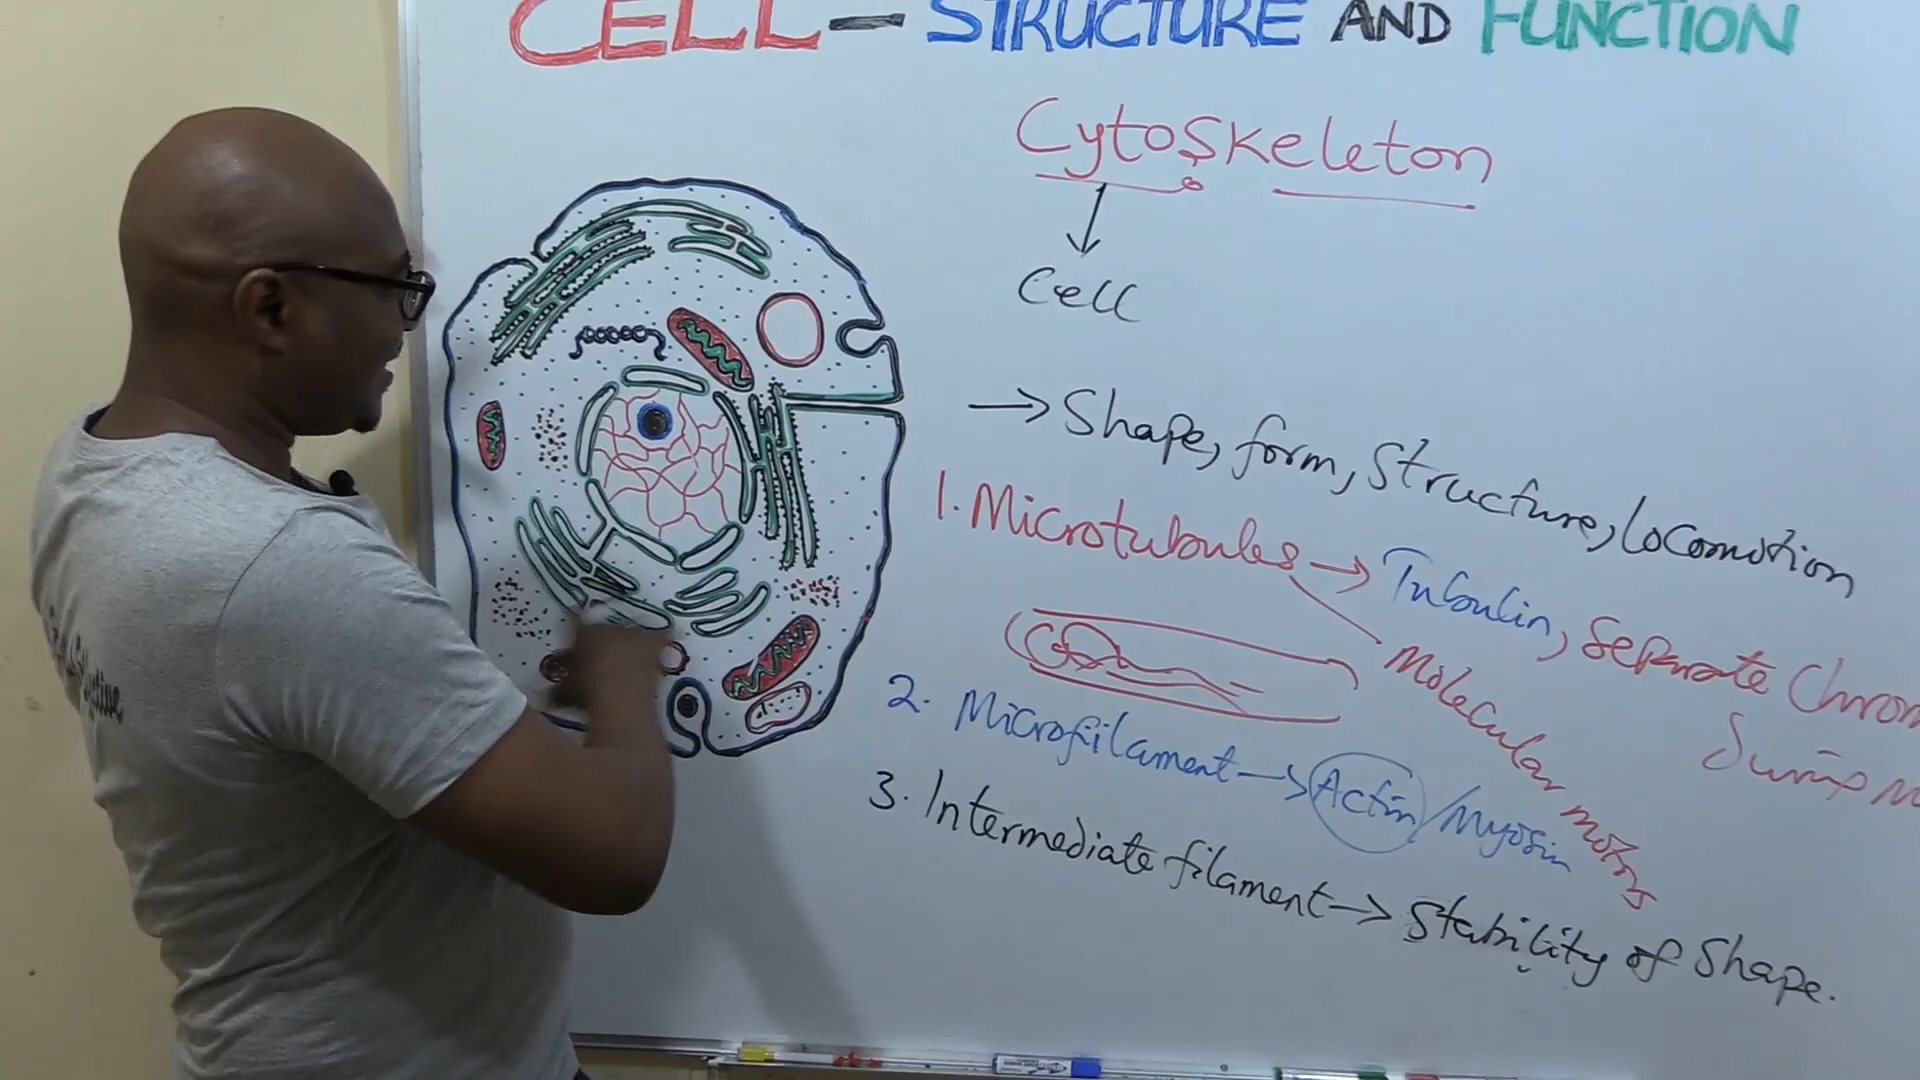 CELL – STRUCTURE AND FUNCTION
Cytoskeleton
Cell
→ Shape, form, Structure, locomotion
1. Microtubules → Tubulin, Separate Chrom
Molecular motors
2. Microfilament → Actin/Myosin
3. Intermediate filament → Stability of Shape.